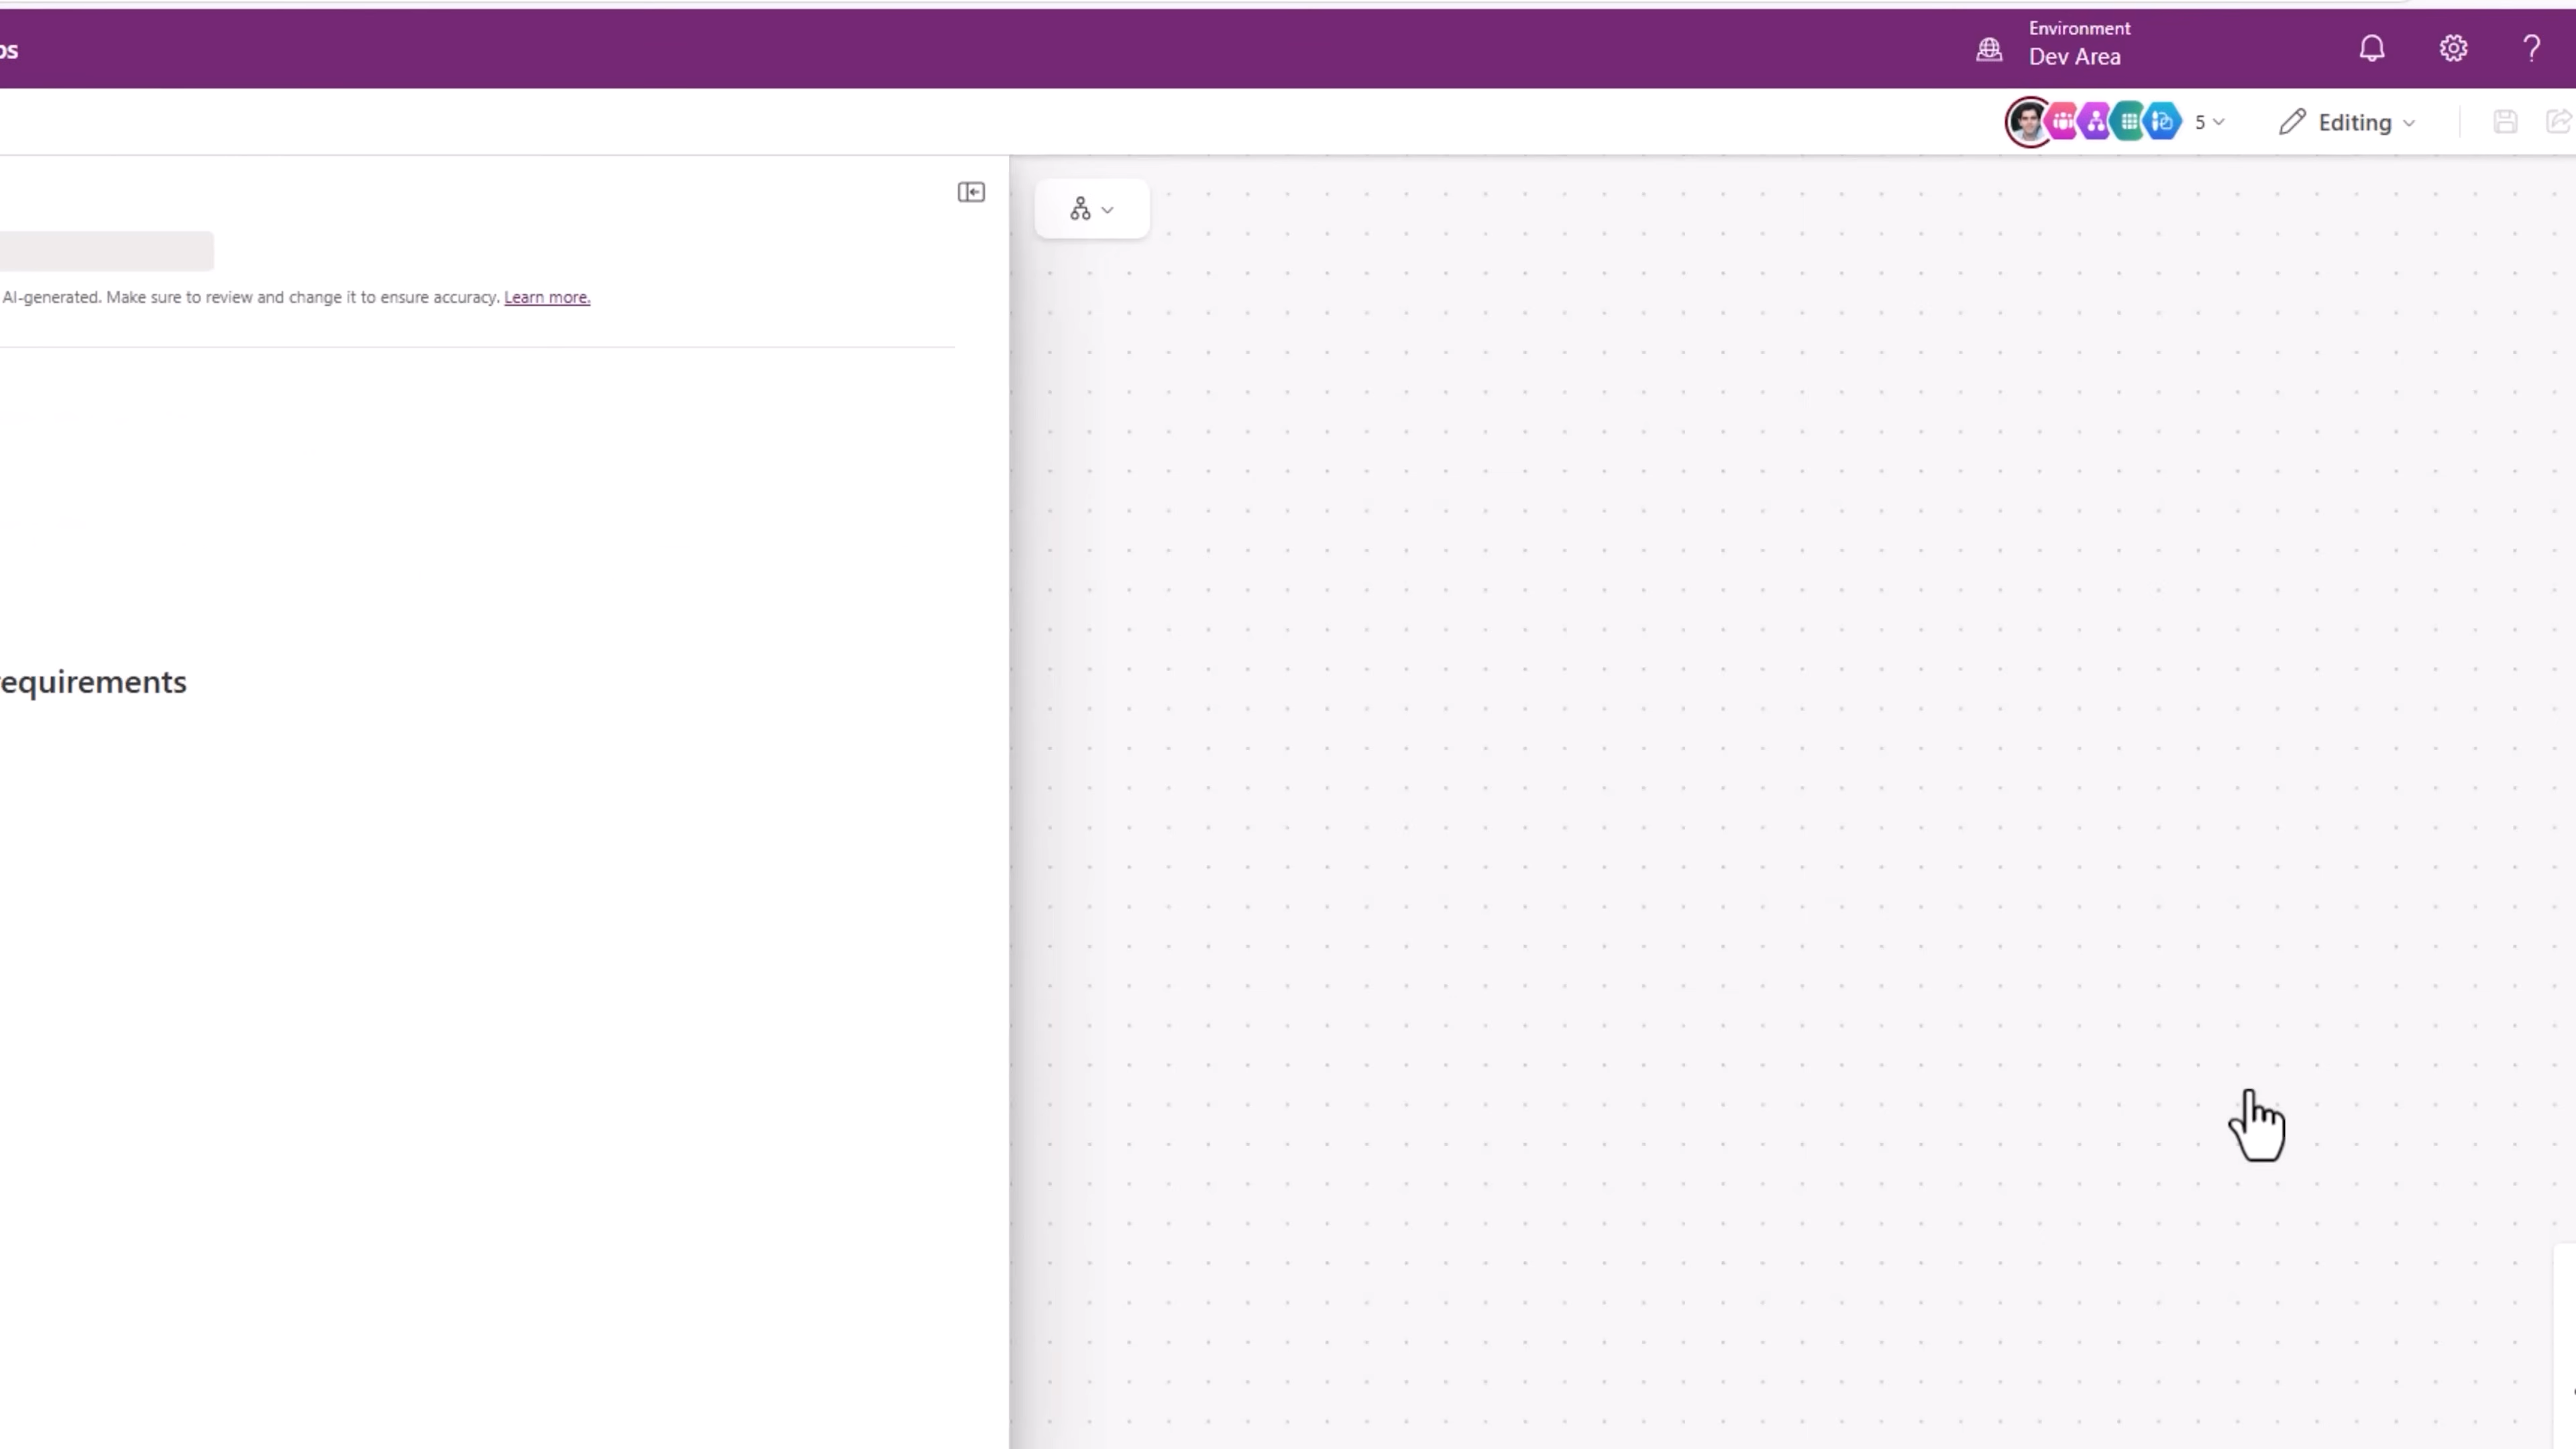 ps
Environment
Dev Area
5
Editing
AI-generated. Make sure to review and change it to ensure accuracy. Learn more.
equirements